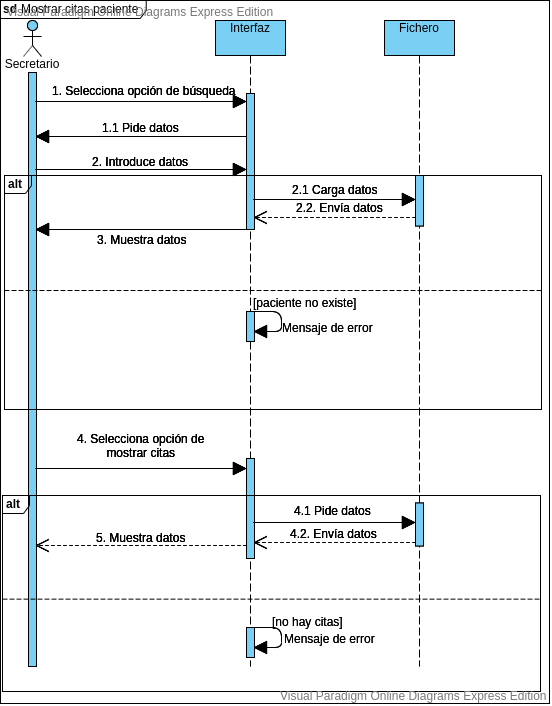 sd Mostrar citas paciente
Visual Paradigm Online Diagrams Express Edition
Secretario
Interfaz
Fichero
1. Selecciona opción de búsqueda
1.1 Pide datos
2. Introduce datos
alt
2.1 Carga datos
2.2. Envía datos
3. Muestra datos
[paciente no existe]
Mensaje de error
4. Selecciona opción de
mostrar citas
alt
4.1 Pide datos
4.2. Envía datos
5. Muestra datos
[no hay citas]
Mensaje de error
Visual Paradigm Online Diagrams Express Edition